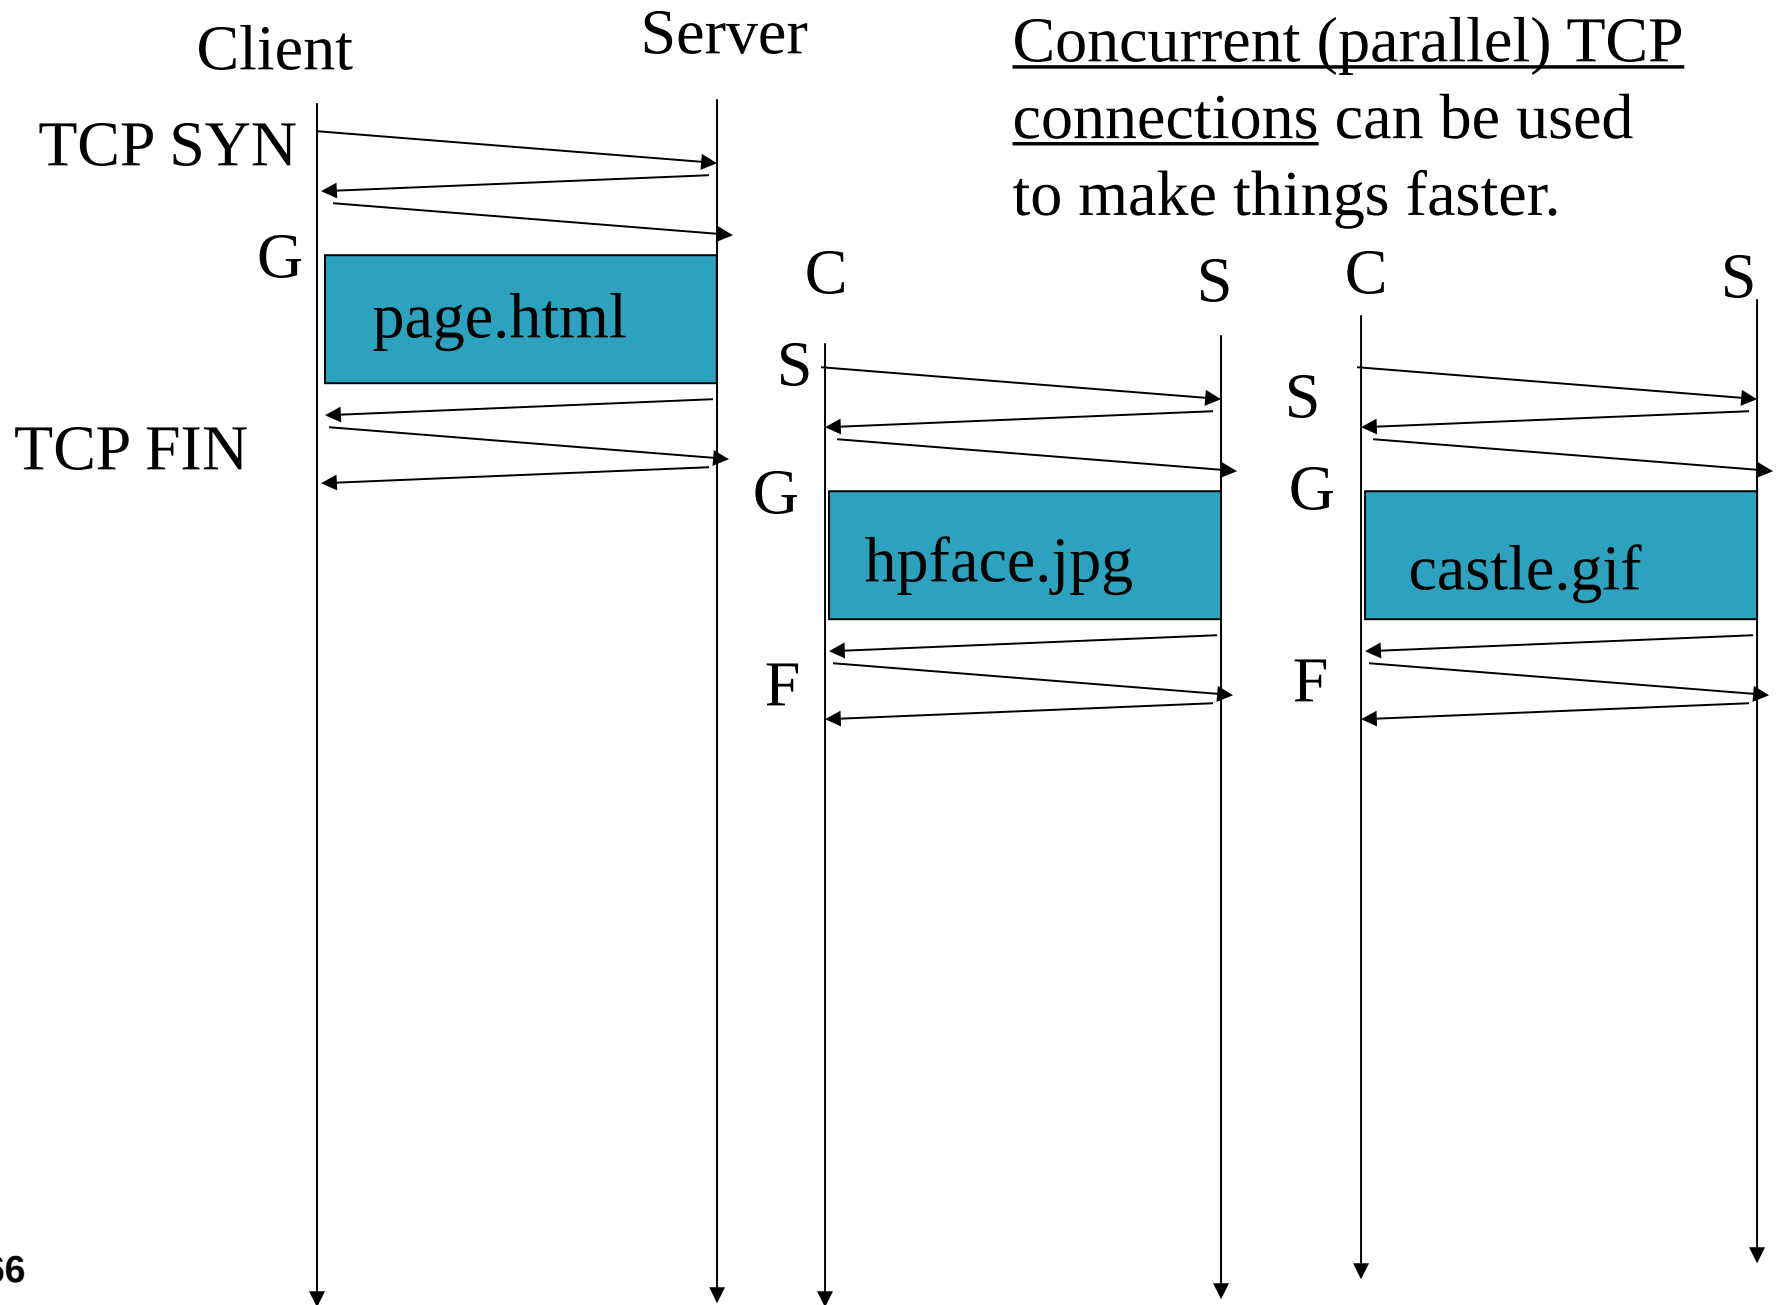 Client
Server
Concurrent (parallel) TCP
connections can be used
to make things faster.
TCP SYN
G
page.html
TCP FIN
C
S
S
G
hpface.jpg
F
C
S
S
G
castle.gif
F